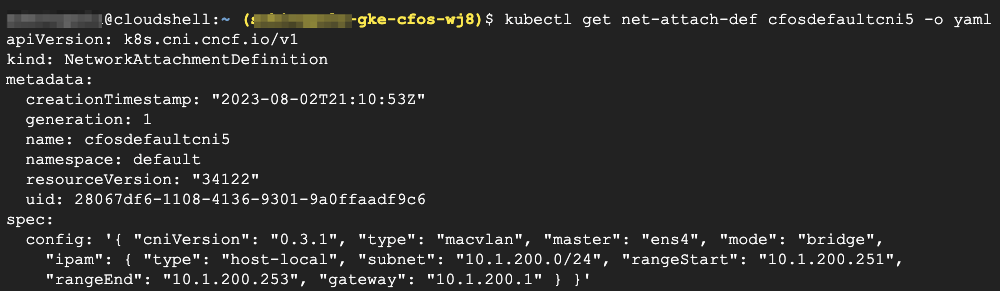 @cloudshell:~ (s-gke-cfos-wj8)$ kubectl get net-attach-def cfosdefaultcni5 -o yaml
apiVersion: k8s.cni.cncf.io/v1
kind: NetworkAttachmentDefinition
metadata:
  creationTimestamp: "2023-08-02T21:10:53Z"
  generation: 1
  name: cfosdefaultcni5
  namespace: default
  resourceVersion: "34122"
  uid: 28067df6-1108-4136-9301-9a0ffaadf9c6
spec:
  config: '{ "cniVersion": "0.3.1", "type": "macvlan", "master": "ens4", "mode": "bridge",
    "ipam": { "type": "host-local", "subnet": "10.1.200.0/24", "rangeStart": "10.1.200.251",
    "rangeEnd": "10.1.200.253", "gateway": "10.1.200.1" } }'